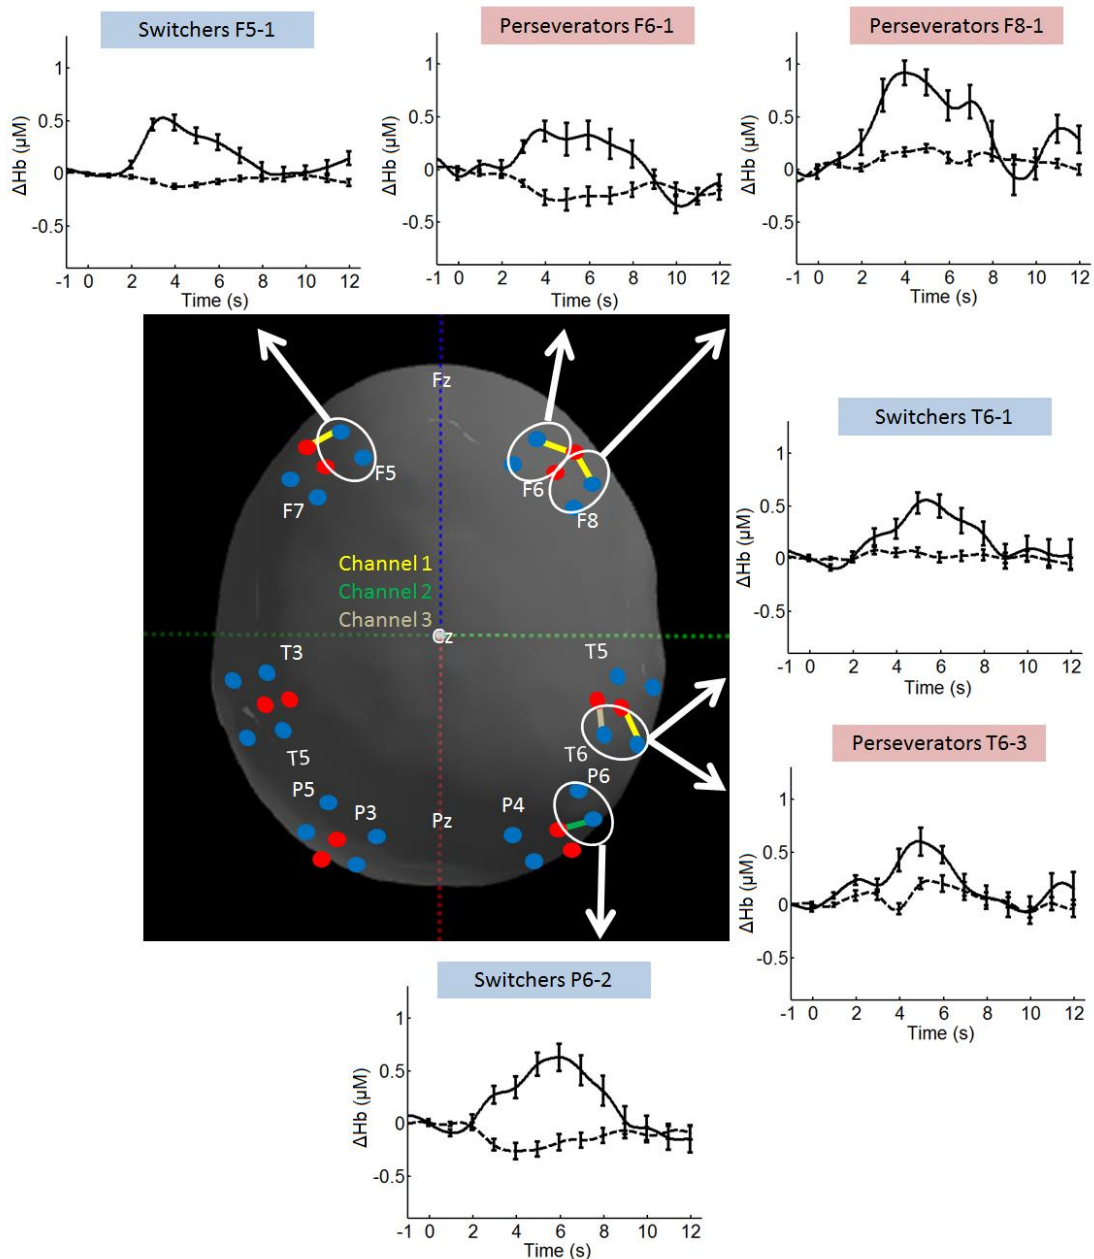 Switchers F5-1
Perseverators F6-1
Perseverators F8-1
1
0.5
0
-0.5
ΔHb (μM)
-1 0 2 4 6 8 10 12
Time (s)
1
0.5
0
-0.5
ΔHb (μM)
-1 0 2 4 6 8 10 12
Time (s)
1
0.5
0
-0.5
ΔHb (μM)
-1 0 2 4 6 8 10 12
Time (s)
Fz
F5
F7
F6
F8
Channel 1
Channel 2
Channel 3
Cz
T3
T5
T5
T6
P5
P3
P4
P6
Pz
Switchers T6-1
1
0.5
0
-0.5
ΔHb (μM)
-1 0 2 4 6 8 10 12
Time (s)
Perseverators T6-3
1
0.5
0
-0.5
ΔHb (μM)
-1 0 2 4 6 8 10 12
Time (s)
Switchers P6-2
1
0.5
0
-0.5
ΔHb (μM)
-1 0 2 4 6 8 10 12
Time (s)